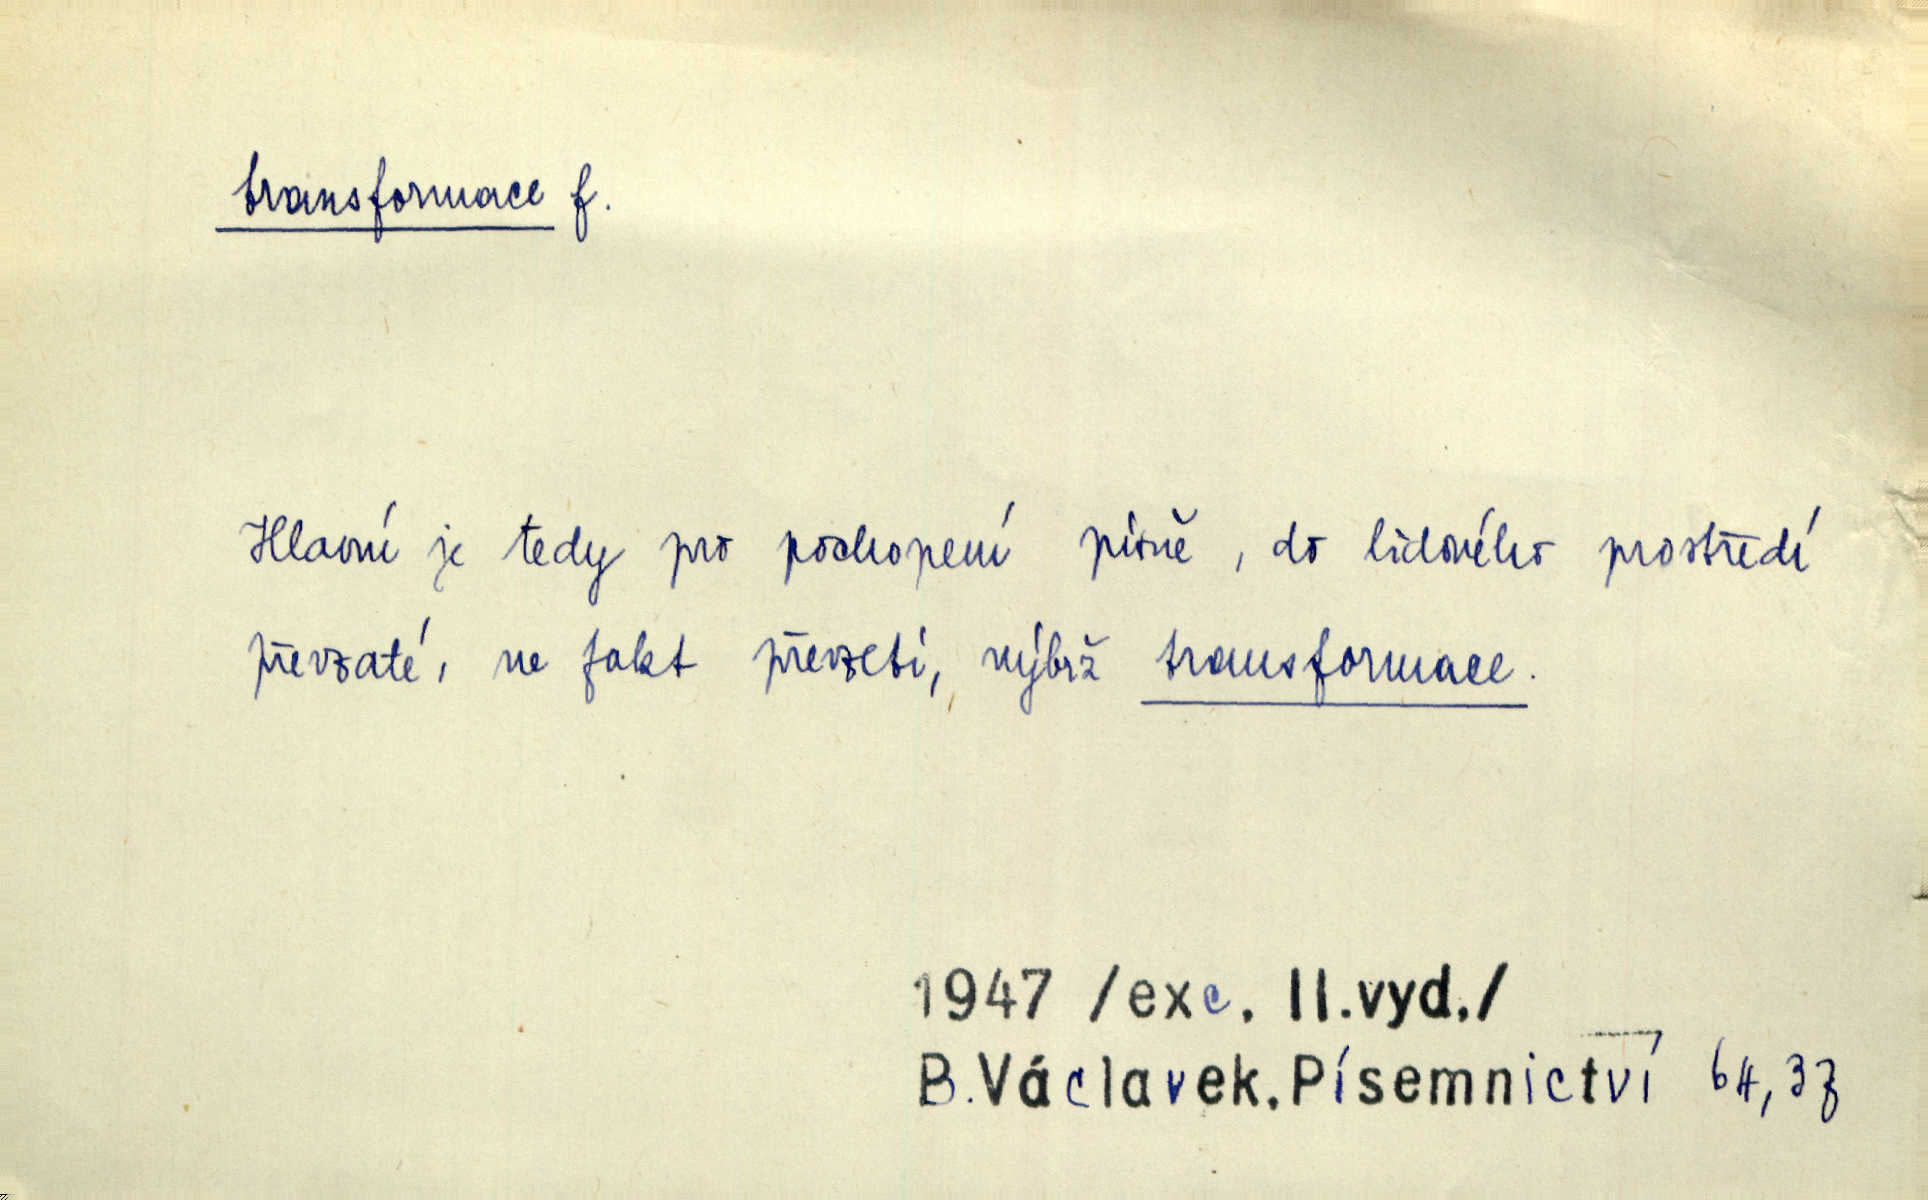 transformace f.
Hlavní je tedy pro pochopení písně, do lidového prostředí
převzaté, ne fakt převzetí, nýbrž transformace.
1947 /exc. II.vyd./
B.Václavek.Písemnictví 64,3z